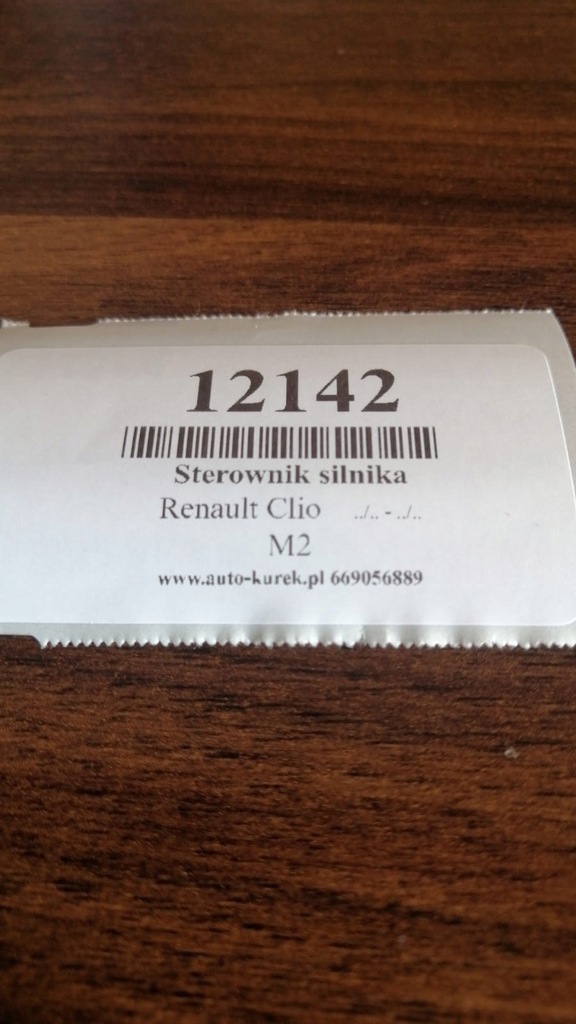 12142
Sterownik silnika
Renault Clio ../.. - ../..
M2
www.auto-kurek.pl 669056889